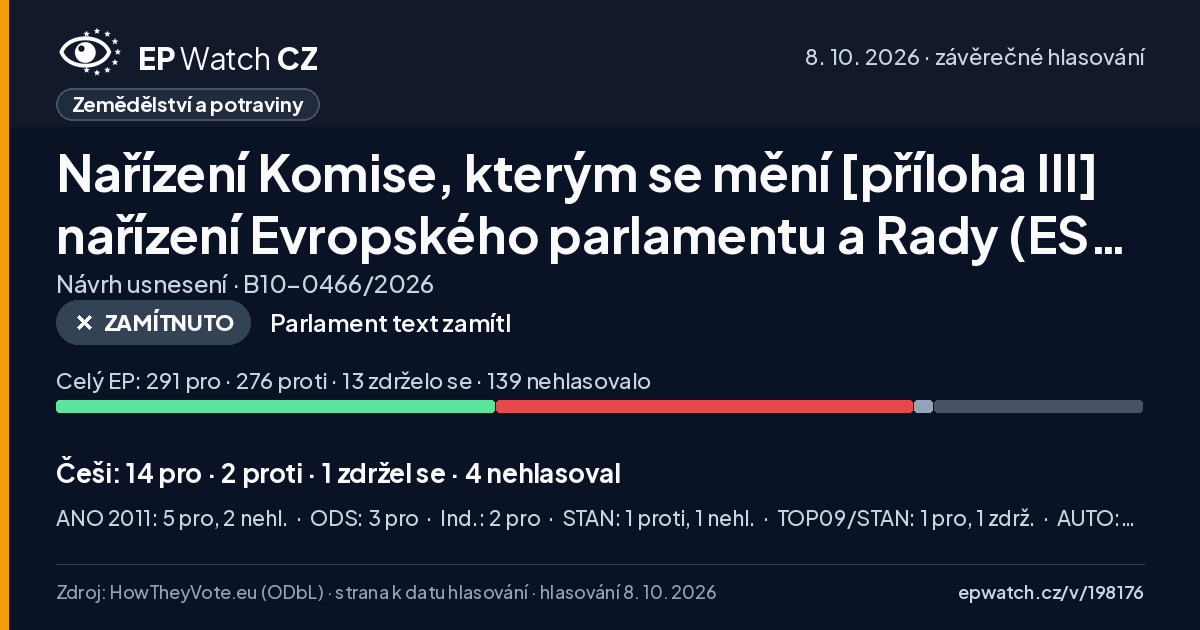 EP Watch CZ
8. 10. 2026 · závěrečné hlasování
Zemědělství a potraviny
Nařízení Komise, kterým se mění [příloha III]
nařízení Evropského parlamentu a Rady (ES…
Návrh usnesení · B10–0466/2026
✕ ZAMÍTNUTO Parlament text zamítl
Celý EP: 291 pro · 276 proti · 13 zdrželo se · 139 nehlasovalo
Češi: 14 pro · 2 proti · 1 zdržel se · 4 nehlasoval
ANO 2011: 5 pro, 2 nehl. · ODS: 3 pro · Ind.: 2 pro · STAN: 1 proti, 1 nehl. · TOP09/STAN: 1 pro, 1 zdrž. · AUTO:…
Zdroj: HowTheyVote.eu (ODbL) · strana k datu hlasování · hlasování 8. 10. 2026
epwatch.cz/v/198176